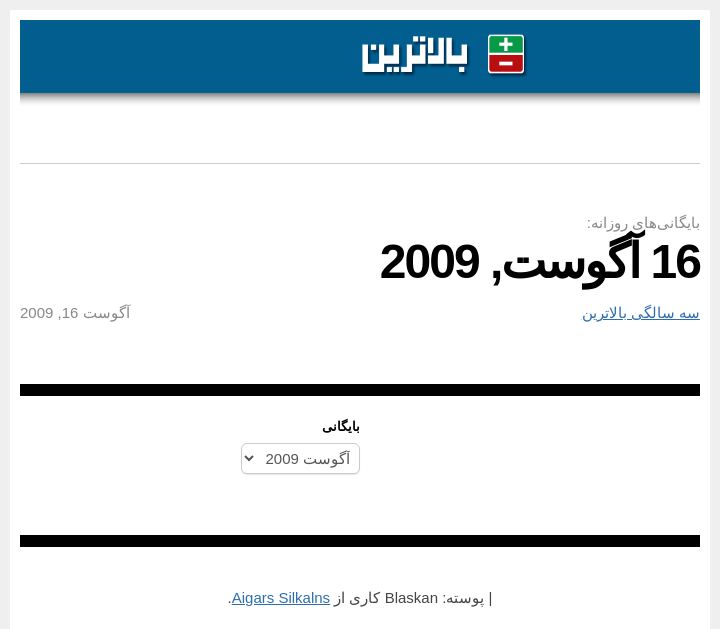 بالاترین
بایگانی‌های روزانه:
16 آگوست, 2009
سه سالگی بالاترین
آگوست 16, 2009
بایگانی
آگوست 2009
| پوسته: Blaskan کاری از Aigars Silkalns.